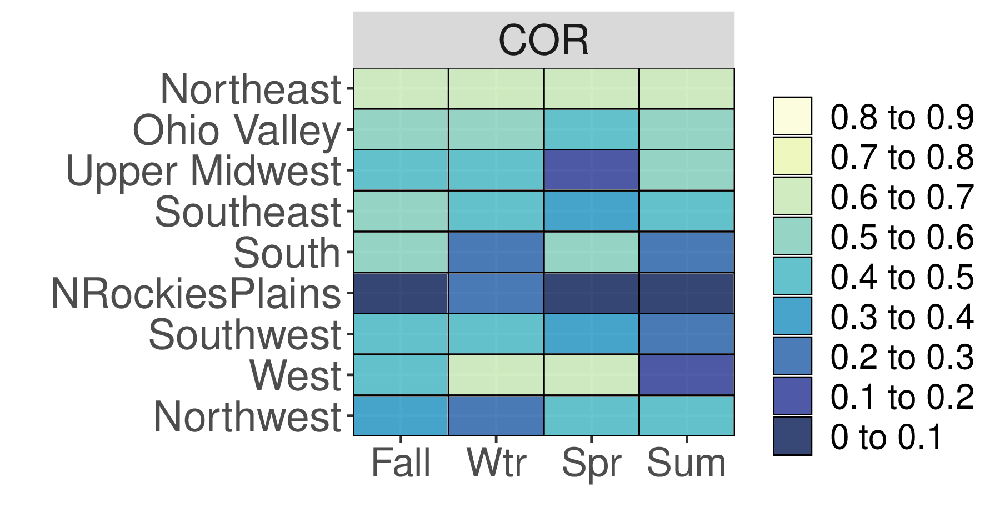 COR
Northeast
Ohio Valley
Upper Midwest
Southeast
South
NRockiesPlains
Southwest
West
Northwest
Fall Wtr Spr Sum
0.8 to 0.9
0.7 to 0.8
0.6 to 0.7
0.5 to 0.6
0.4 to 0.5
0.3 to 0.4
0.2 to 0.3
0.1 to 0.2
0 to 0.1